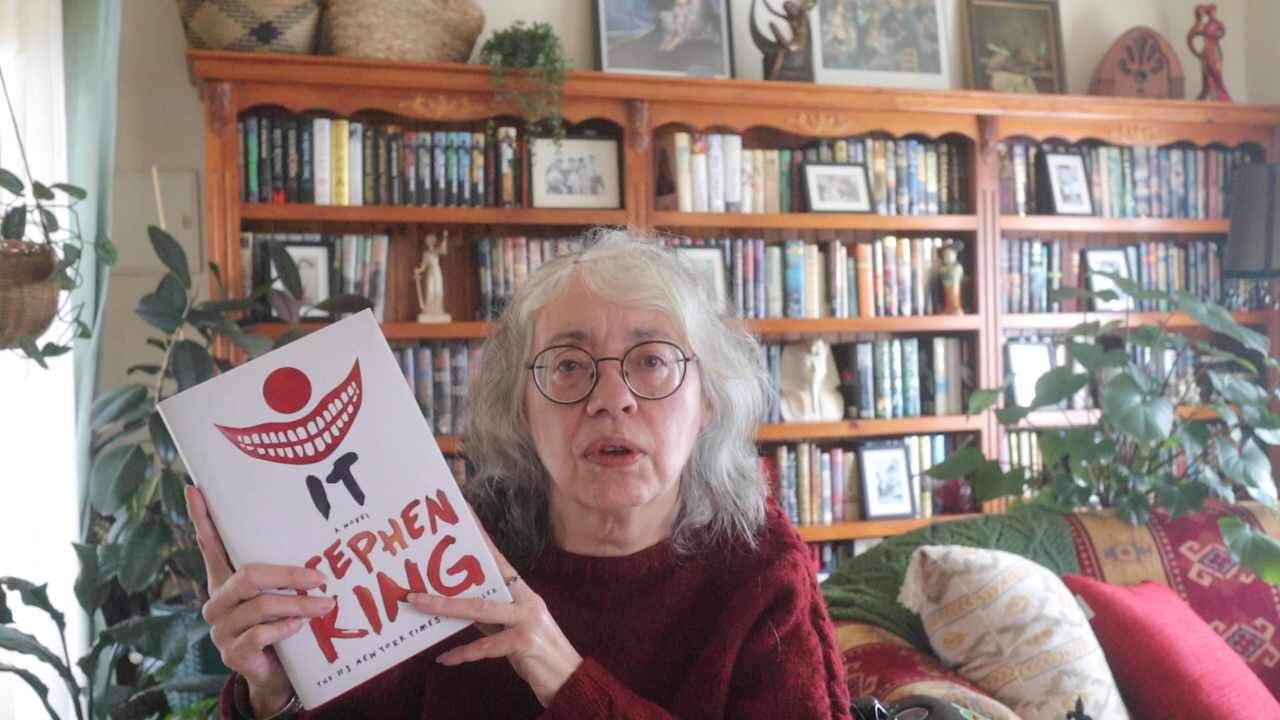 IT
A NOVEL
STEPHEN
KING
THE #1 NEW YORK TIMES